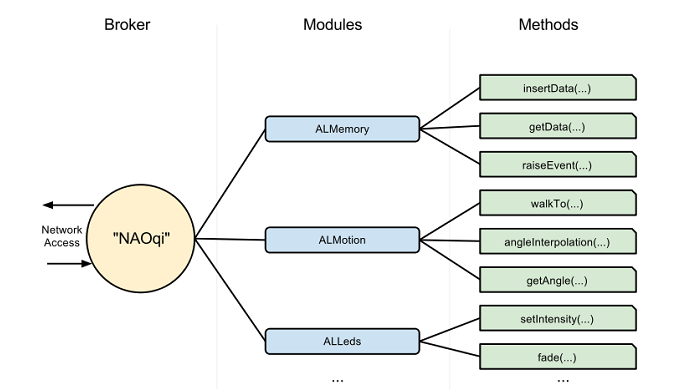 Broker
Modules
Methods
insertData(...)
ALMemory
getData(...)
raiseEvent(...)
walkTo(...)
Network
Access
"NAOqi"
ALMotion
angleInterpolation(...)
getAngle(...)
setIntensity(...)
ALLeds
fade(...)
...
...